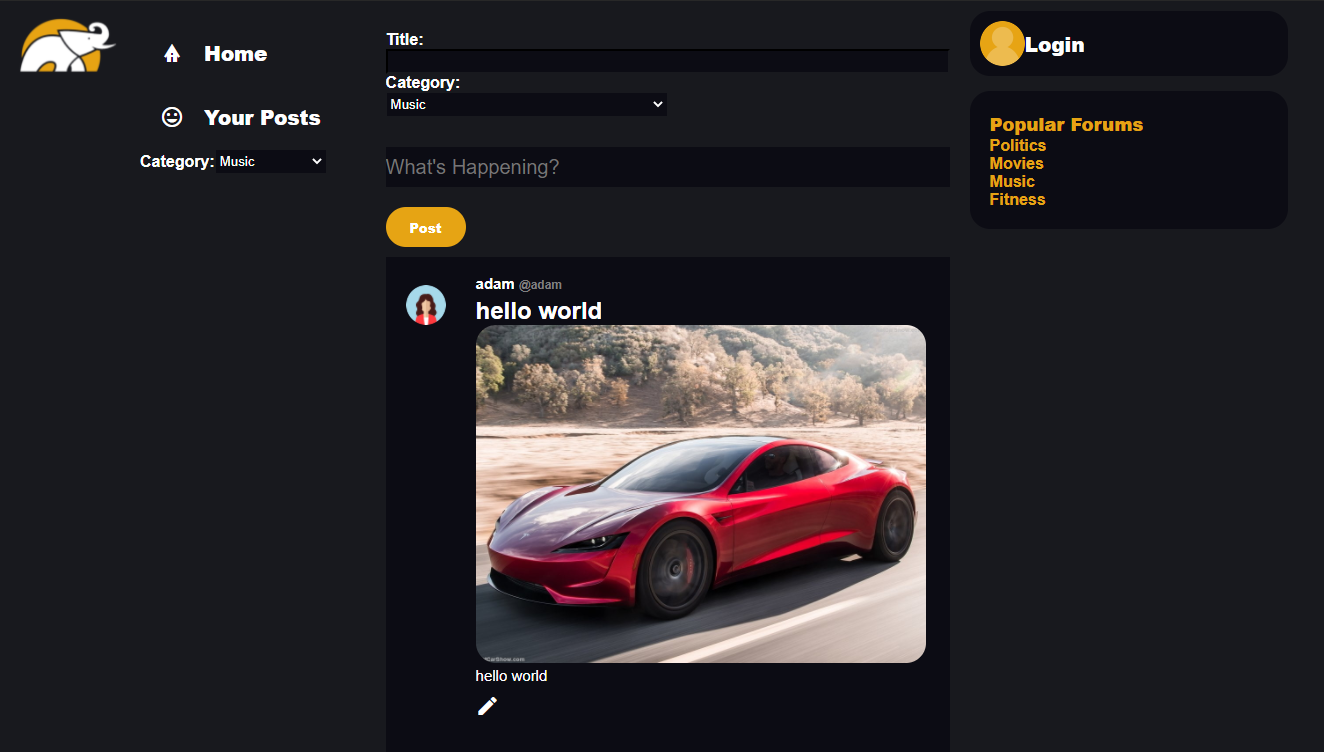 Home
Your Posts
Category: Music
Title:
Category:
Music
What's Happening?
Post
adam @adam
hello world
hello world
Login
Popular Forums
Politics
Movies
Music
Fitness